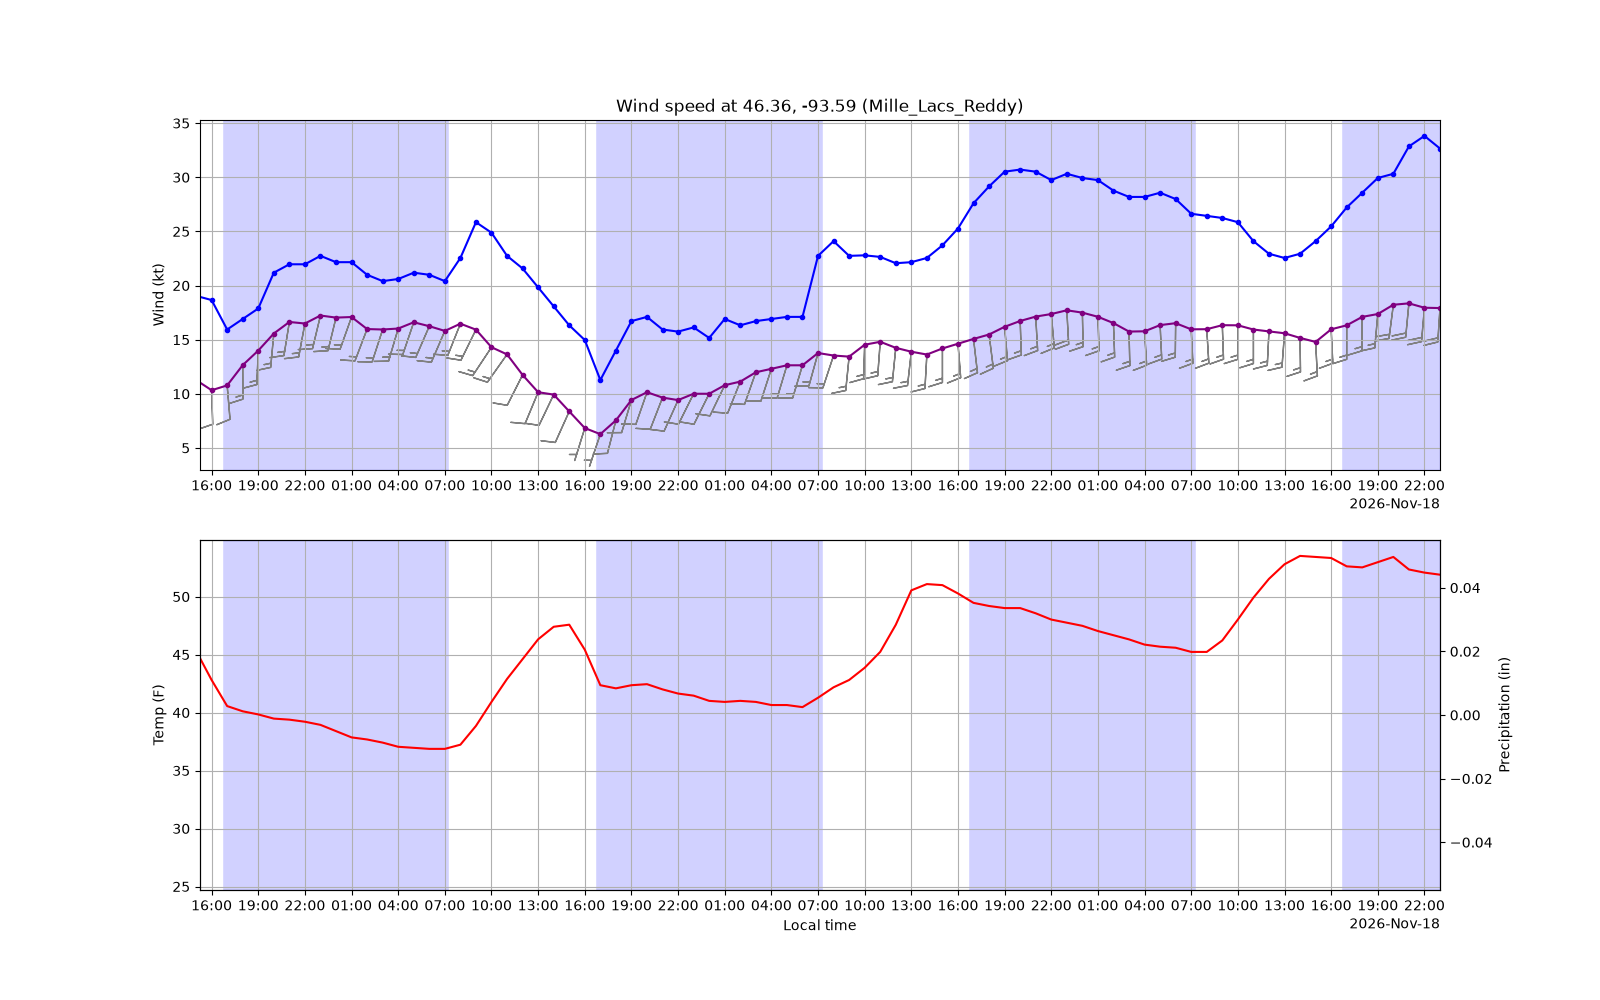 Wind speed at 46.36, -93.59 (Mille_Lacs_Reddy)
35
30
25
20
15
10
5
Wind (kt)
16:00 19:00 22:00 01:00 04:00 07:00 10:00 13:00 16:00 19:00 22:00 01:00 04:00 07:00 10:00 13:00 16:00 19:00 22:00 01:00 04:00 07:00 10:00 13:00 16:00 19:00 22:00
2026-Nov-18
50
45
40
35
30
25
Temp (F)
0.04
0.02
0.00
−0.02
−0.04
Precipitation (in)
16:00 19:00 22:00 01:00 04:00 07:00 10:00 13:00 16:00 19:00 22:00 01:00 04:00 07:00 10:00 13:00 16:00 19:00 22:00 01:00 04:00 07:00 10:00 13:00 16:00 19:00 22:00
Local time
2026-Nov-18